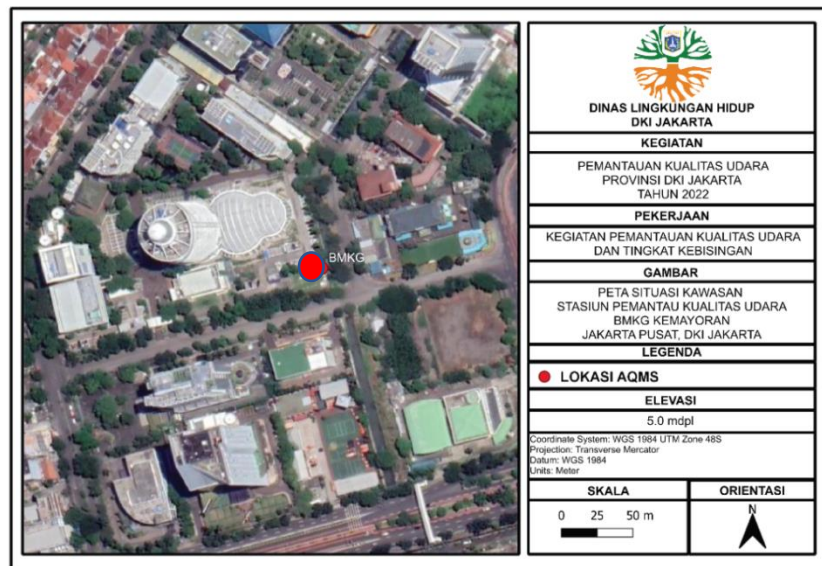 BMKG
DINAS LINGKUNGAN HIDUP
DKI JAKARTA
KEGIATAN
PEMANTAUAN KUALITAS UDARA
PROVINSI DKI JAKARTA
TAHUN 2022
PEKERJAAN
KEGIATAN PEMANTAUAN KUALITAS UDARA
DAN TINGKAT KEBISINGAN
GAMBAR
PETA SITUASI KAWASAN
STASIUN PEMANTAU KUALITAS UDARA
BMKG KEMAYORAN
JAKARTA PUSAT, DKI JAKARTA
LEGENDA
LOKASI AQMS
ELEVASI
5.0 mdpl
Coordinate System: WGS 1984 UTM Zone 48S
Projection: Transverse Mercator
Datum: WGS 1984
Units: Meter
SKALA
0 25 50 m
ORIENTASI
N